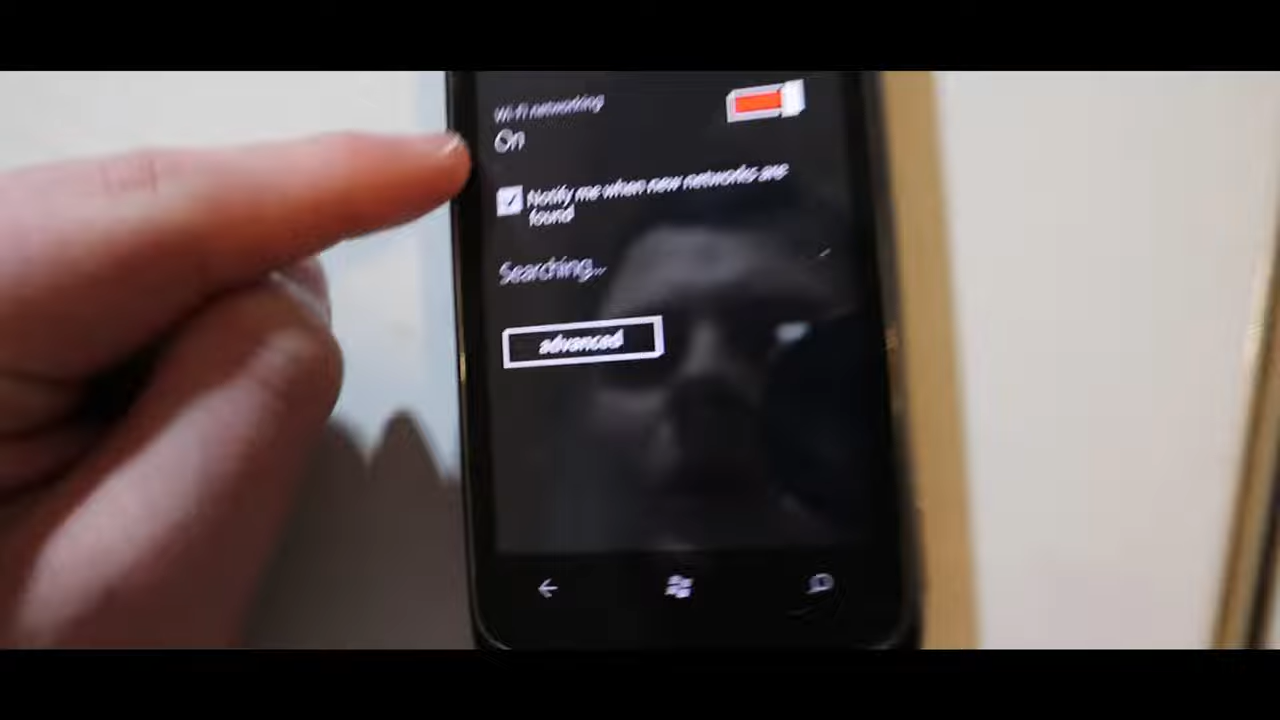 Wi-Fi networking
On
Notify me when new networks are
found
Searching...
advanced